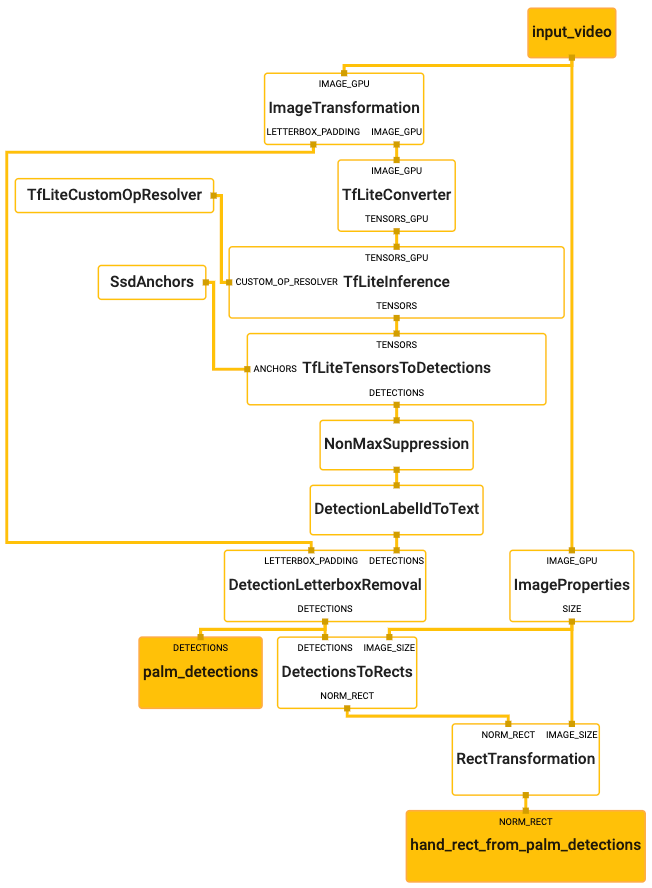 input_video
IMAGE_GPU
ImageTransformation
LETTERBOX_PADDING IMAGE_GPU
IMAGE_GPU
TfLiteCustomOpResolver
TfLiteConverter
TENSORS_GPU
TENSORS_GPU
SsdAnchors
CUSTOM_OP_RESOLVER TfLiteInference
TENSORS
TENSORS
ANCHORS TfLiteTensorsToDetections
DETECTIONS
NonMaxSuppression
DetectionLabelIdToText
LETTERBOX_PADDING DETECTIONS
IMAGE_GPU
DetectionLetterboxRemoval
ImageProperties
DETECTIONS
SIZE
DETECTIONS
DETECTIONS IMAGE_SIZE
palm_detections
DetectionsToRects
NORM_RECT
NORM_RECT IMAGE_SIZE
RectTransformation
NORM_RECT
hand_rect_from_palm_detections